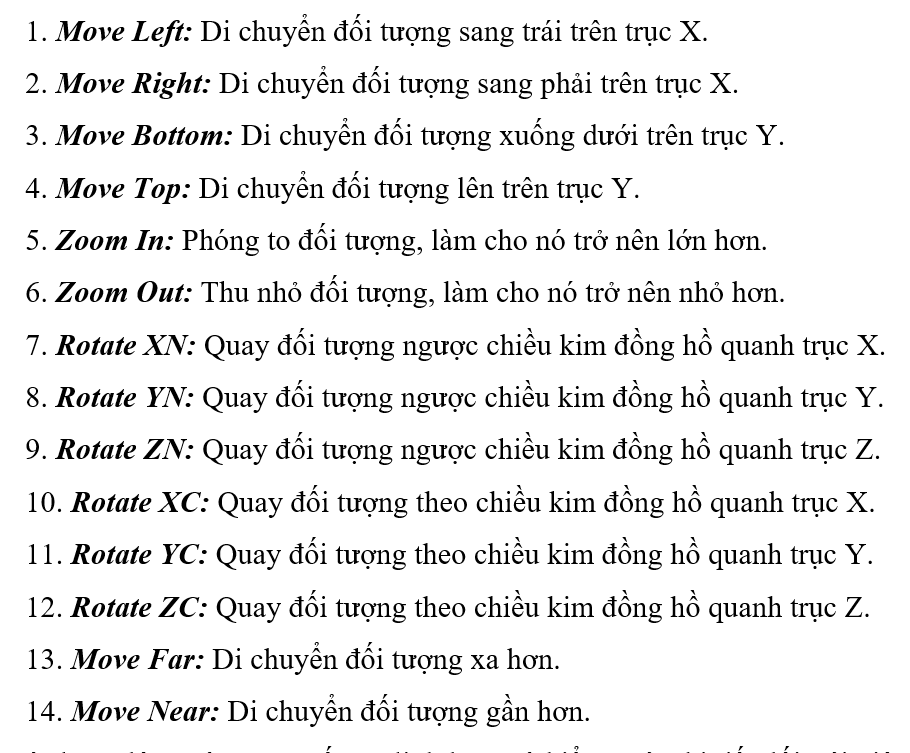 1. Move Left: Di chuyển đối tượng sang trái trên trục X.
2. Move Right: Di chuyển đối tượng sang phải trên trục X.
3. Move Bottom: Di chuyển đối tượng xuống dưới trên trục Y.
4. Move Top: Di chuyển đối tượng lên trên trục Y.
5. Zoom In: Phóng to đối tượng, làm cho nó trở nên lớn hơn.
6. Zoom Out: Thu nhỏ đối tượng, làm cho nó trở nên nhỏ hơn.
7. Rotate XN: Quay đối tượng ngược chiều kim đồng hồ quanh trục X.
8. Rotate YN: Quay đối tượng ngược chiều kim đồng hồ quanh trục Y.
9. Rotate ZN: Quay đối tượng ngược chiều kim đồng hồ quanh trục Z.
10. Rotate XC: Quay đối tượng theo chiều kim đồng hồ quanh trục X.
11. Rotate YC: Quay đối tượng theo chiều kim đồng hồ quanh trục Y.
12. Rotate ZC: Quay đối tượng theo chiều kim đồng hồ quanh trục Z.
13. Move Far: Di chuyển đối tượng xa hơn.
14. Move Near: Di chuyển đối tượng gần hơn.